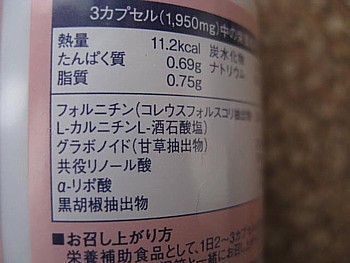 3カプセル(1,950mg)中の
熱量 11.2kcal 炭水化物
たんぱく質 0.69g ナトリウム
脂質 0.75g
フォルニチン(コレウスフォルスコリ抽出物)
L-カルニチンL-酒石酸塩
グラボノイド(甘草抽出物)
共役リノール酸
α-リポ酸
黒胡椒抽出物
■お召し上がり方
栄養補助食品として、1日2~3カプセ